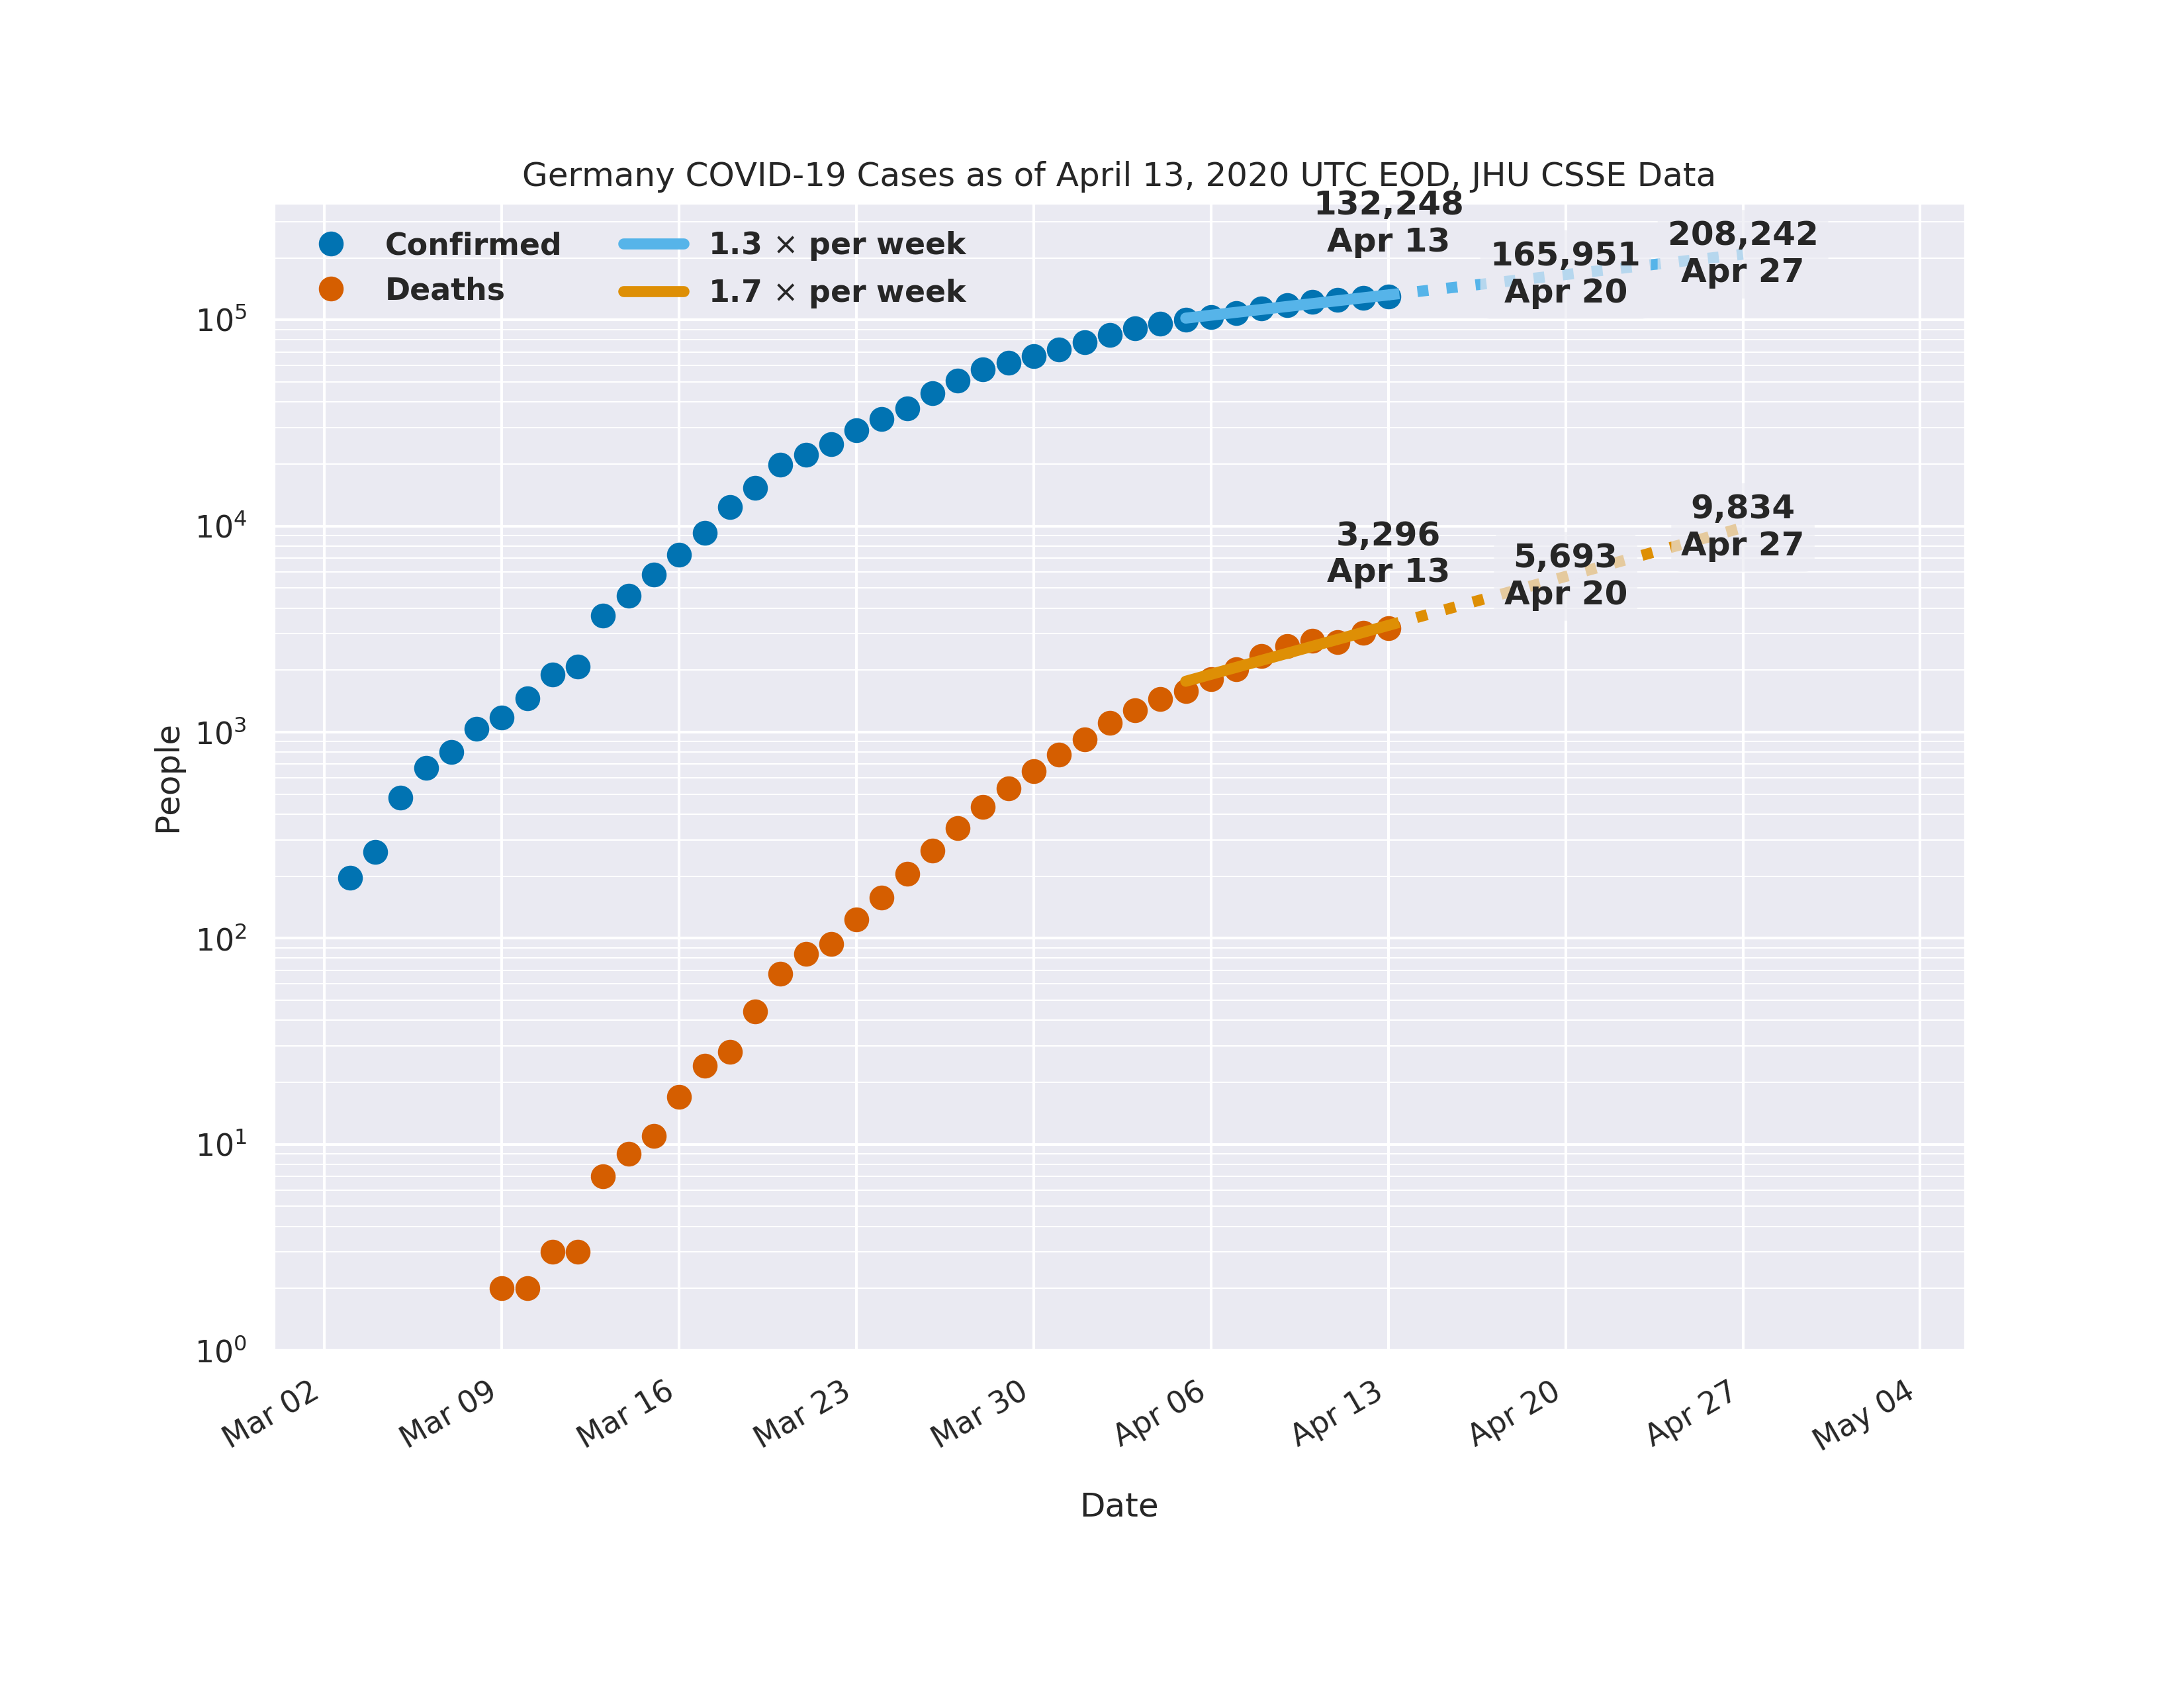 Germany COVID-19 Cases as of April 13, 2020 UTC EOD, JHU CSSE Data
Confirmed
Deaths
1.3 × per week
1.7 × per week
132,248
Apr 13
165,951
Apr 20
208,242
Apr 27
3,296
Apr 13
5,693
Apr 20
9,834
Apr 27
People
10⁵
10⁴
10³
10²
10¹
10⁰
Mar 02
Mar 09
Mar 16
Mar 23
Mar 30
Apr 06
Apr 13
Apr 20
Apr 27
May 04
Date